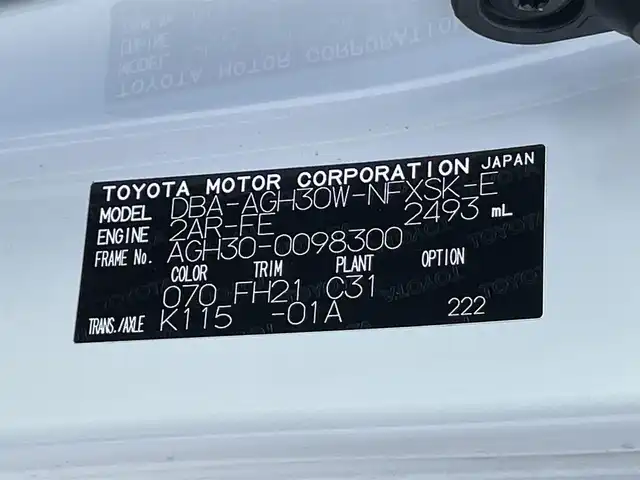 TOYOTA MOTOR CORPORATION JAPAN
MODEL DBA-AGH30W-NFXSK-E
ENGINE 2AR-FE 2493 mL
FRAME No. AGH30-0098300
COLOR TRIM PLANT OPTION
070 FH21 C31
TRANS./AXLE K115 -01A 222